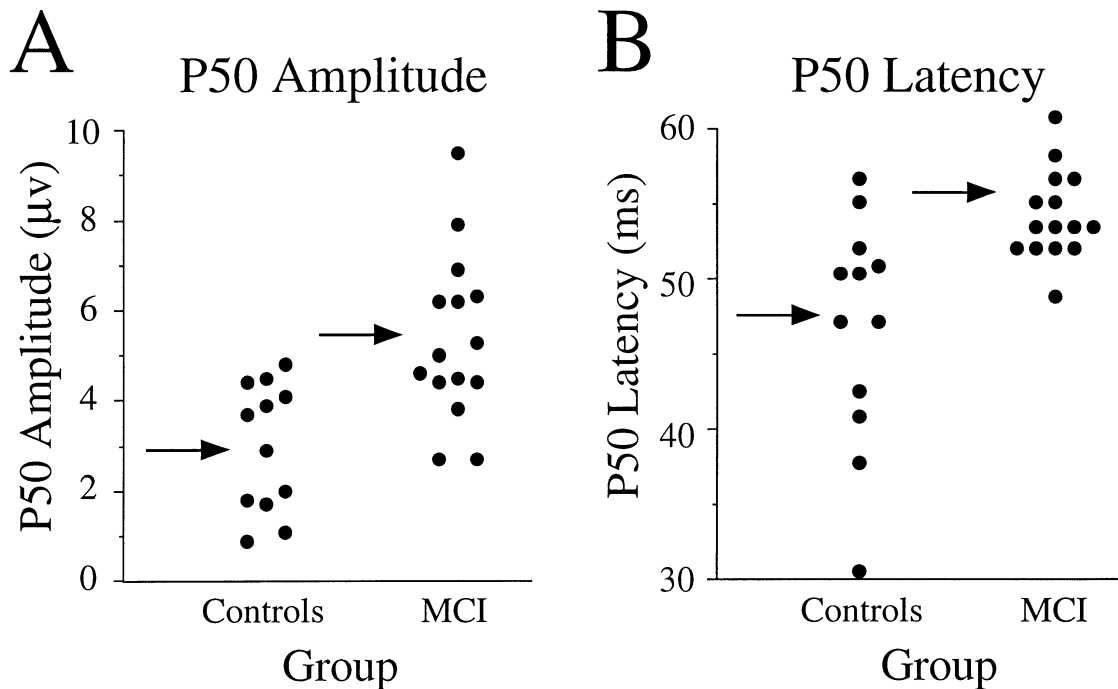 A
P50 Amplitude
P50 Amplitude (μv)
10
8
6
4
2
0
Controls
MCI
Group
B
P50 Latency
P50 Latency (ms)
60
50
40
30
Controls
MCI
Group